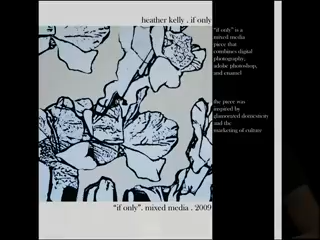 heather kelly . if only
"if only" is a
mixed media
piece that
combines digital
photography,
adobe photoshop,
and enamel
the piece was
inspired by
glamorized domesticity
and the
marketing of culture
"if only". mixed media . 2009